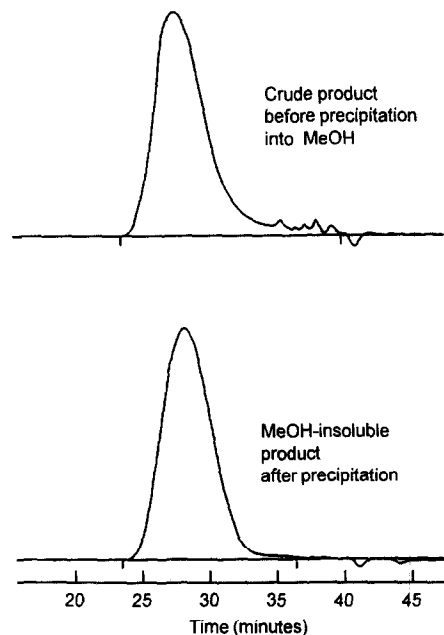 Crude product
before precipitation
into MeOH
MeOH-insoluble
product
after precipitation
20 25 30 35 40 45
Time (minutes)